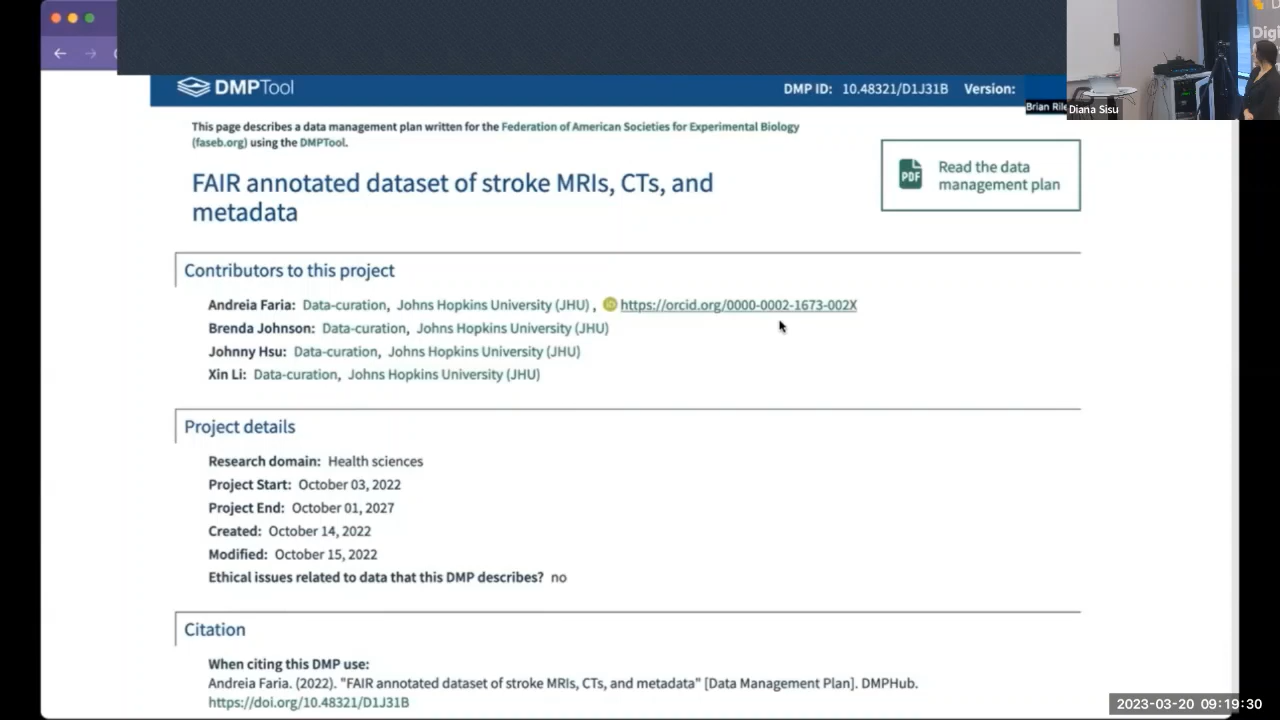 DMPTool
DMP ID: 10.48321/D1J31B Version:
Digi
Brian Rile
Diana Sisu
This page describes a data management plan written for the Federation of American Societies for Experimental Biology
(faseb.org) using the DMPTool.
FAIR annotated dataset of stroke MRIs, CTs, and
metadata
PDF
Read the data
management plan
Contributors to this project
Andreia Faria: Data-curation, Johns Hopkins University (JHU) , iD https://orcid.org/0000-0002-1673-002X
Brenda Johnson: Data-curation, Johns Hopkins University (JHU)
Johnny Hsu: Data-curation, Johns Hopkins University (JHU)
Xin Li: Data-curation, Johns Hopkins University (JHU)
Project details
Research domain: Health sciences
Project Start: October 03, 2022
Project End: October 01, 2027
Created: October 14, 2022
Modified: October 15, 2022
Ethical issues related to data that this DMP describes? no
Citation
When citing this DMP use:
Andreia Faria. (2022). "FAIR annotated dataset of stroke MRIs, CTs, and metadata" [Data Management Plan]. DMPHub.
https://doi.org/10.48321/D1J31B
2023-03-20 09:19:30